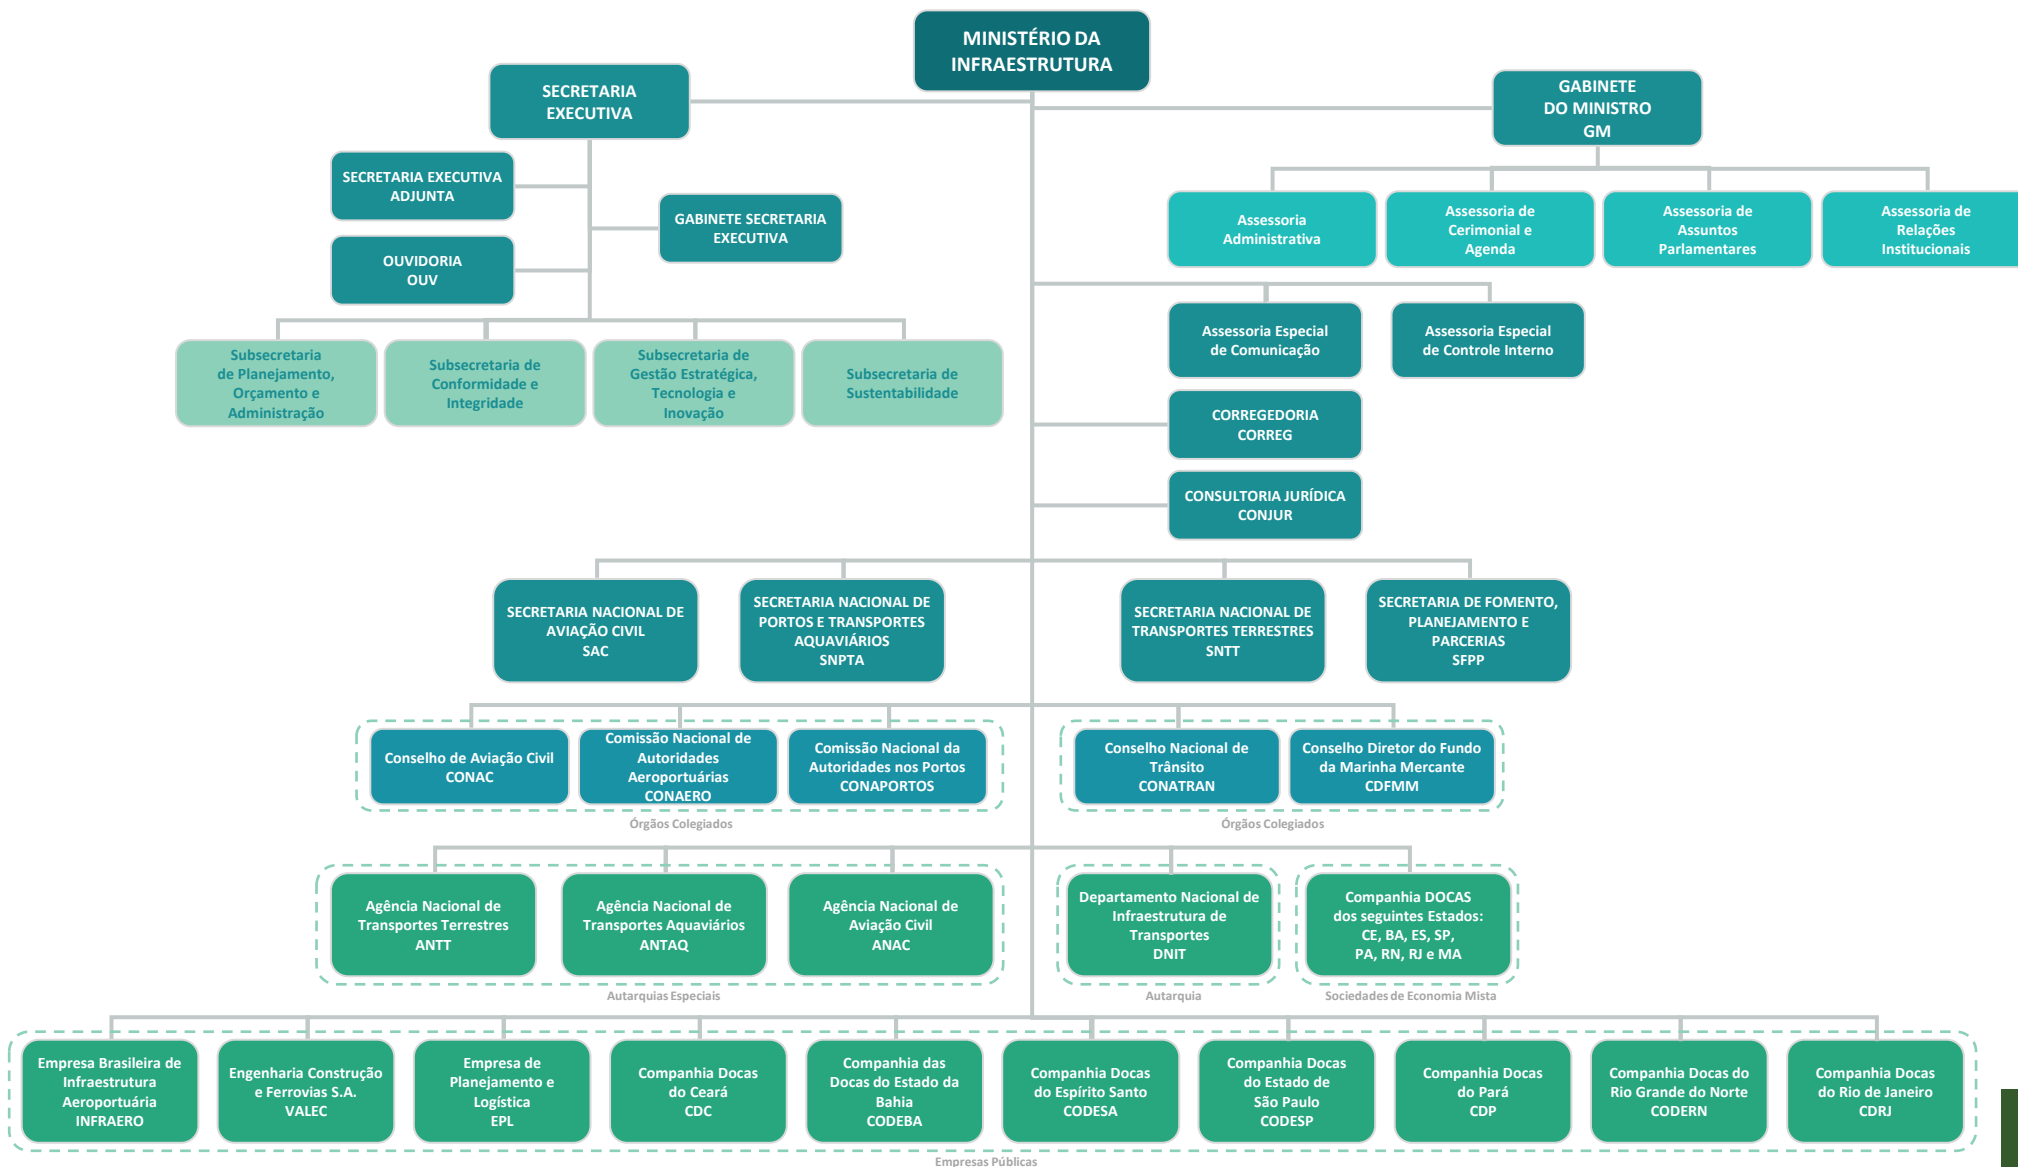 MINISTÉRIO DA
INFRAESTRUTURA
SECRETARIA
EXECUTIVA
GABINETE
DO MINISTRO
GM
SECRETARIA EXECUTIVA
ADJUNTA
GABINETE SECRETARIA
EXECUTIVA
OUVIDORIA
OUV
Assessoria
Administrativa
Assessoria de
Cerimonial e
Agenda
Assessoria de
Assuntos
Parlamentares
Assessoria de
Relações
Institucionais
Subsecretaria
de Planejamento,
Orçamento e
Administração
Subsecretaria de
Conformidade e
Integridade
Subsecretaria de
Gestão Estratégica,
Tecnologia e
Inovação
Subsecretaria de
Sustentabilidade
Assessoria Especial
de Comunicação
Assessoria Especial
de Controle Interno
CORREGEDORIA
CORREG
CONSULTORIA JURÍDICA
CONJUR
SECRETARIA NACIONAL DE
AVIAÇÃO CIVIL
SAC
SECRETARIA NACIONAL DE
PORTOS E TRANSPORTES
AQUAVIÁRIOS
SNPTA
SECRETARIA NACIONAL DE
TRANSPORTES TERRESTRES
SNTT
SECRETARIA DE FOMENTO,
PLANEJAMENTO E
PARCERIAS
SFPP
Conselho de Aviação Civil
CONAC
Comissão Nacional de
Autoridades
Aeroportuárias
CONAERO
Comissão Nacional da
Autoridades nos Portos
CONAPORTOS
Conselho Nacional de
Trânsito
CONATRAN
Conselho Diretor do Fundo
da Marinha Mercante
CDFMM
Órgãos Colegiados
Órgãos Colegiados
Agência Nacional de
Transportes Terrestres
ANTT
Agência Nacional de
Transportes Aquaviários
ANTAQ
Agência Nacional de
Aviação Civil
ANAC
Departamento Nacional de
Infraestrutura de
Transportes
DNIT
Companhia DOCAS
dos seguintes Estados:
CE, BA, ES, SP,
PA, RN, RJ e MA
Autarquias Especiais
Autarquia
Sociedades de Economia Mista
Empresa Brasileira de
Infraestrutura
Aeroportuária
INFRAERO
Engenharia Construção
e Ferrovias S.A.
VALEC
Empresa de
Planejamento e
Logística
EPL
Companhia Docas
do Ceará
CDC
Companhia das
Docas do Estado da
Bahia
CODEBA
Companhia Docas
do Espírito Santo
CODESA
Companhia Docas
do Estado de
São Paulo
CODESP
Companhia Docas
do Pará
CDP
Companhia Docas do
Rio Grande do Norte
CODERN
Companhia Docas
do Rio de Janeiro
CDRJ
Empresas Públicas